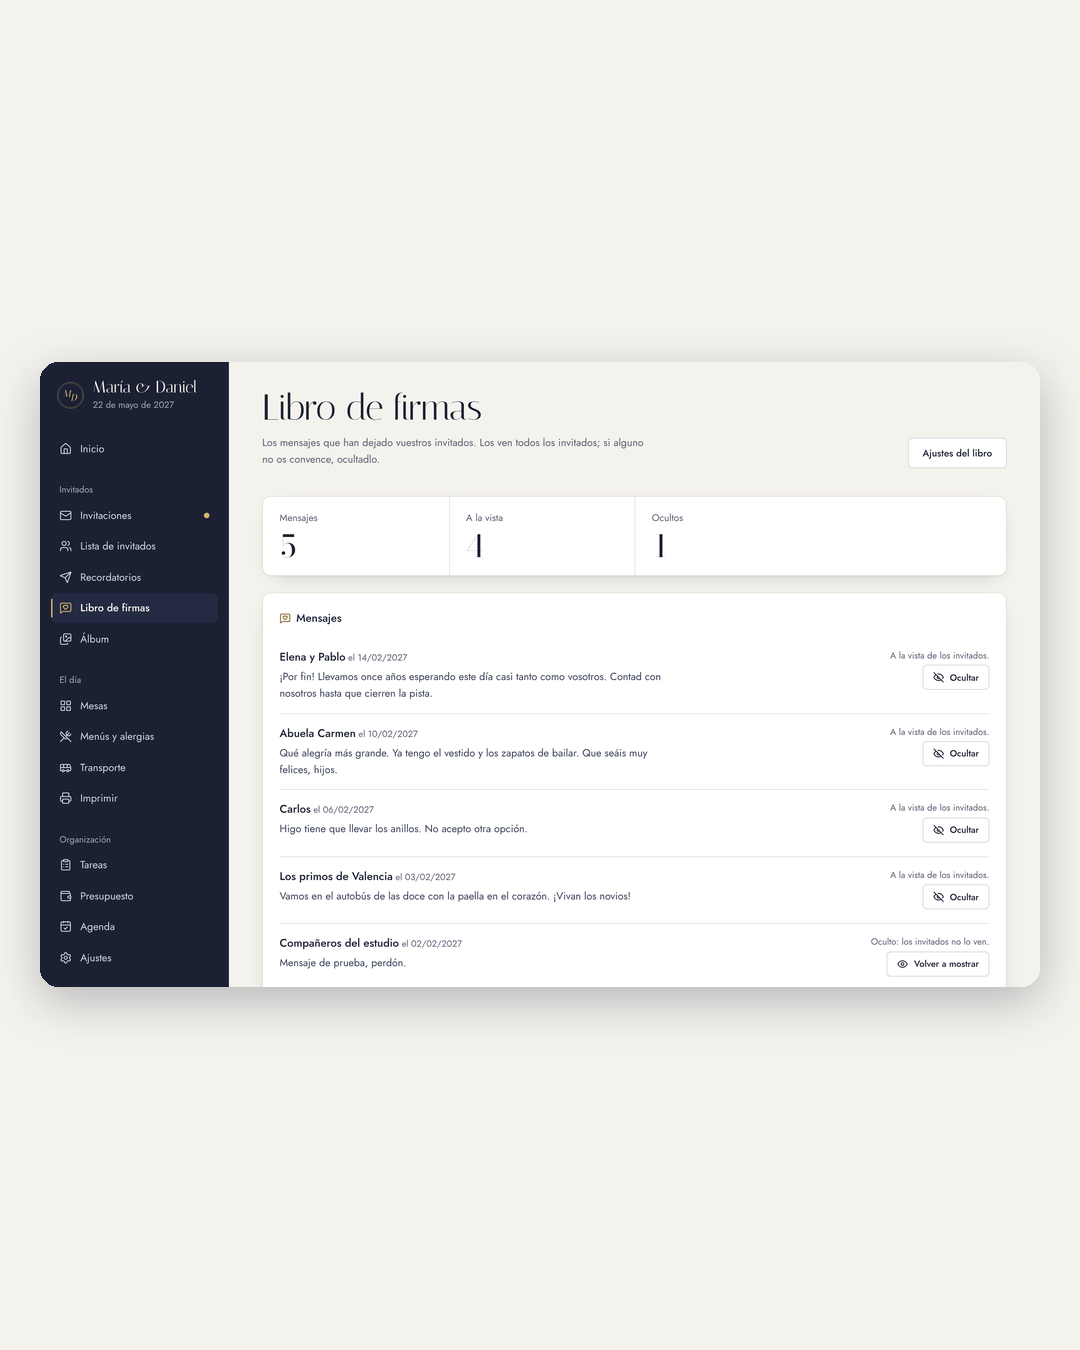 MD
María & Daniel
22 de mayo de 2027
Inicio
Invitados
Invitaciones
Lista de invitados
Recordatorios
Libro de firmas
Álbum
El día
Mesas
Menús y alergias
Transporte
Imprimir
Organización
Tareas
Presupuesto
Agenda
Ajustes
Libro de firmas
Los mensajes que han dejado vuestros invitados. Los ven todos los invitados; si alguno
no os convence, ocultadlo.
Ajustes del libro
Mensajes
5
A la vista
4
Ocultos
1
Mensajes
Elena y Pablo el 14/02/2027
¡Por fin! Llevamos once años esperando este día casi tanto como vosotros. Contad con
nosotros hasta que cierren la pista.
A la vista de los invitados.
Ocultar
Abuela Carmen el 10/02/2027
Qué alegría más grande. Ya tengo el vestido y los zapatos de bailar. Que seáis muy
felices, hijos.
A la vista de los invitados.
Ocultar
Carlos el 06/02/2027
Higo tiene que llevar los anillos. No acepto otra opción.
A la vista de los invitados.
Ocultar
Los primos de Valencia el 03/02/2027
Vamos en el autobús de las doce con la paella en el corazón. ¡Vivan los novios!
A la vista de los invitados.
Ocultar
Compañeros del estudio el 02/02/2027
Mensaje de prueba, perdón.
Oculto: los invitados no lo ven.
Volver a mostrar